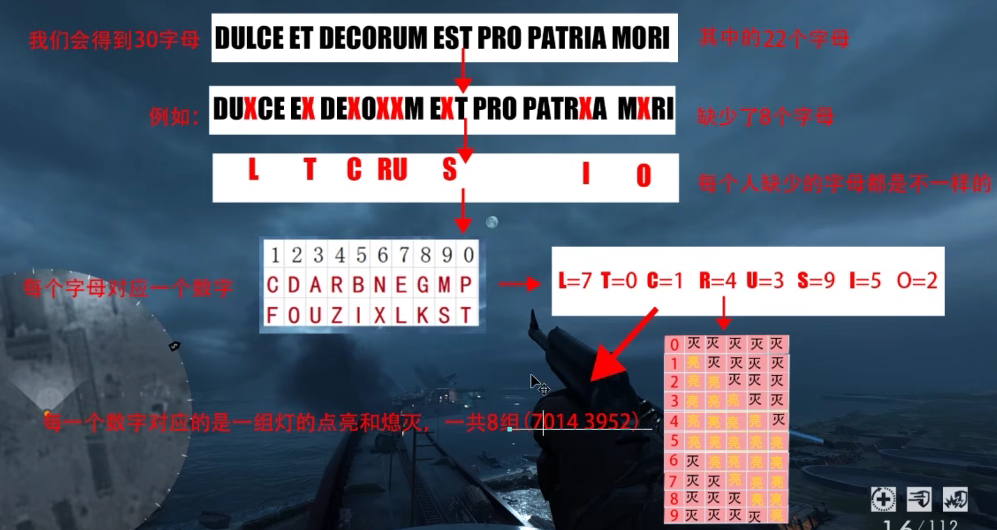 我们会得到30字母 DULCE ET DECORUM EST PRO PATRIA MORI 其中的22个字母
例如: DUXCE EX DEXOXXM EXT PRO PATRXA MXRI 缺少了8个字母
L T C RU S I O
每个人缺少的字母都是不一样的
1 2 3 4 5 6 7 8 9 0
C D A R B N E G M P
F O U Z I X L K S T
每个字母对应一个数字
L=7 T=0 C=1 R=4 U=3 S=9 I=5 O=2
0 灭 灭 灭 灭 灭
1 亮 灭 灭 灭 灭
2 亮 亮 灭 灭 灭
3 亮 亮 亮 灭 灭
4 亮 亮 亮 亮 灭
5 亮 亮 亮 亮 亮
6 灭 亮 亮 亮 亮
7 灭 灭 亮 亮 亮
8 灭 灭 灭 亮 亮
9 灭 灭 灭 灭 亮
每一个数字对应的是一组灯的点亮和熄灭，一共8组(7014 3952)
S